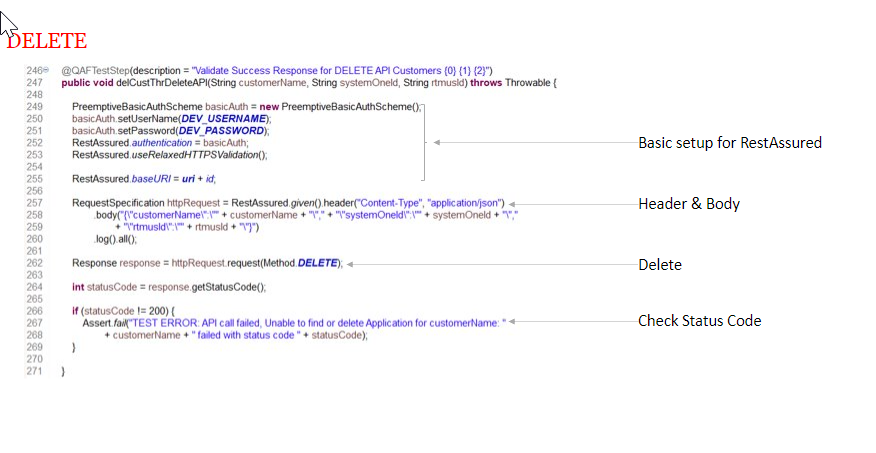 DELETE
246 @QAFTestStep(description = "Validate Success Response for DELETE API Customers {0} {1} {2}")
247 public void delCustThrDeleteAPI(String customerName, String systemOneId, String rtmusId) throws Throwable {
248
249 PreemptiveBasicAuthScheme basicAuth = new PreemptiveBasicAuthScheme();
250 basicAuth.setUserName(DEV_USERNAME);
251 basicAuth.setPassword(DEV_PASSWORD);
252 RestAssured.authentication = basicAuth;
Basic setup for RestAssured
253 RestAssured.useRelaxedHTTPSValidation();
254
255 RestAssured.baseURI = uri + id;
256
257 RequestSpecification httpRequest = RestAssured.given().header("Content-Type", "application/json")
Header & Body
258 .body("{\"customerName\":\"" + customerName + "\"," + "\"systemOneId\":\"" + systemOneId + "\","
259 + "\"rtmusId\":\"" + rtmusId + "\"}")
260 .log().all();
261
262 Response response = httpRequest.request(Method.DELETE);
Delete
263
264 int statusCode = response.getStatusCode();
265
266 if (statusCode != 200) {
267 Assert.fail("TEST ERROR: API call failed, Unable to find or delete Application for customerName: "
Check Status Code
268 + customerName + " failed with status code " + statusCode);
269 }
270
271 }